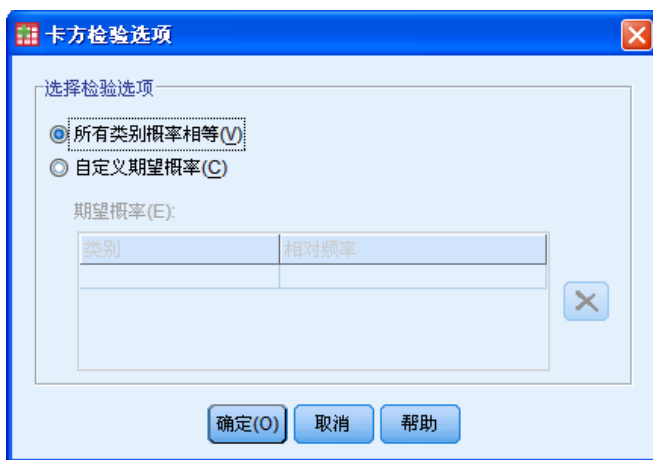 卡方检验选项
选择检验选项
所有类别概率相等(V)
自定义期望概率(C)
期望概率(E):
类别 相对频率
确定(O) 取消 帮助